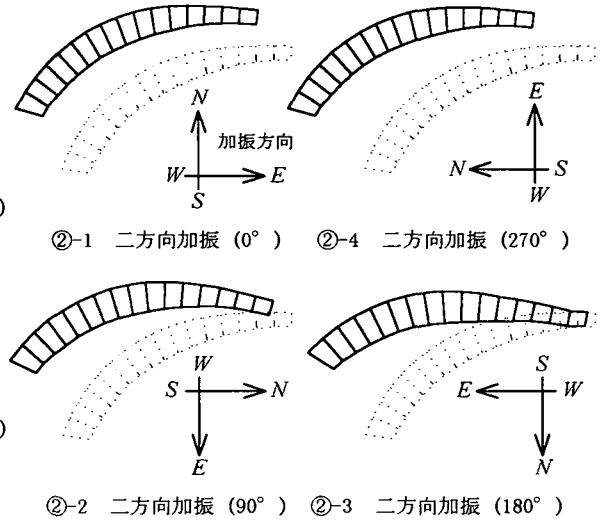 N
E
加振方向
W E
N S
S
W
)
②-1 二方向加振 (0° ) ②-4 二方向加振 (270° )
W
S
S N
E W
E
N
)
②-2 二方向加振 (90° ) ②-3 二方向加振 (180° )